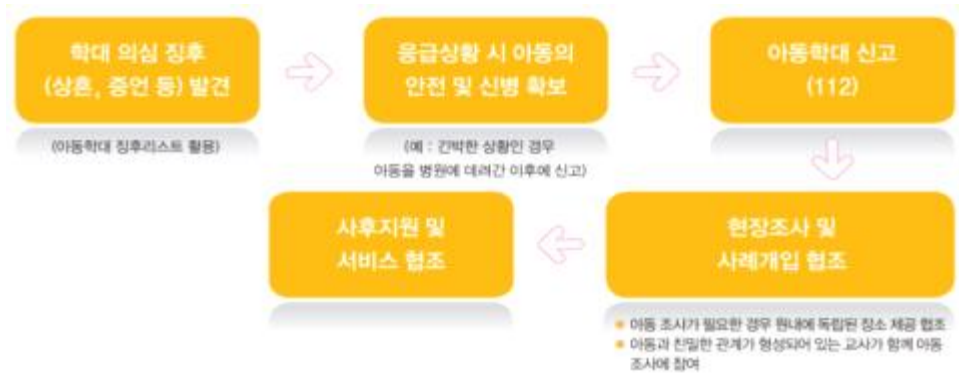 학대 의심 징후
(상흔, 증언 등) 발견
(아동학대 징후리스트 활용)
응급상황 시 아동의
안전 및 신병 확보
(예 : 긴박한 상황인 경우
아동을 병원에 데려간 이후에 신고)
아동학대 신고
(112)
현장조사 및
사례개입 협조
아동 조사가 필요한 경우 원내에 독립된 장소 제공 협조
아동과 친밀한 관계가 형성되어 있는 교사가 함께 아동
조사에 참여
사후지원 및
서비스 협조